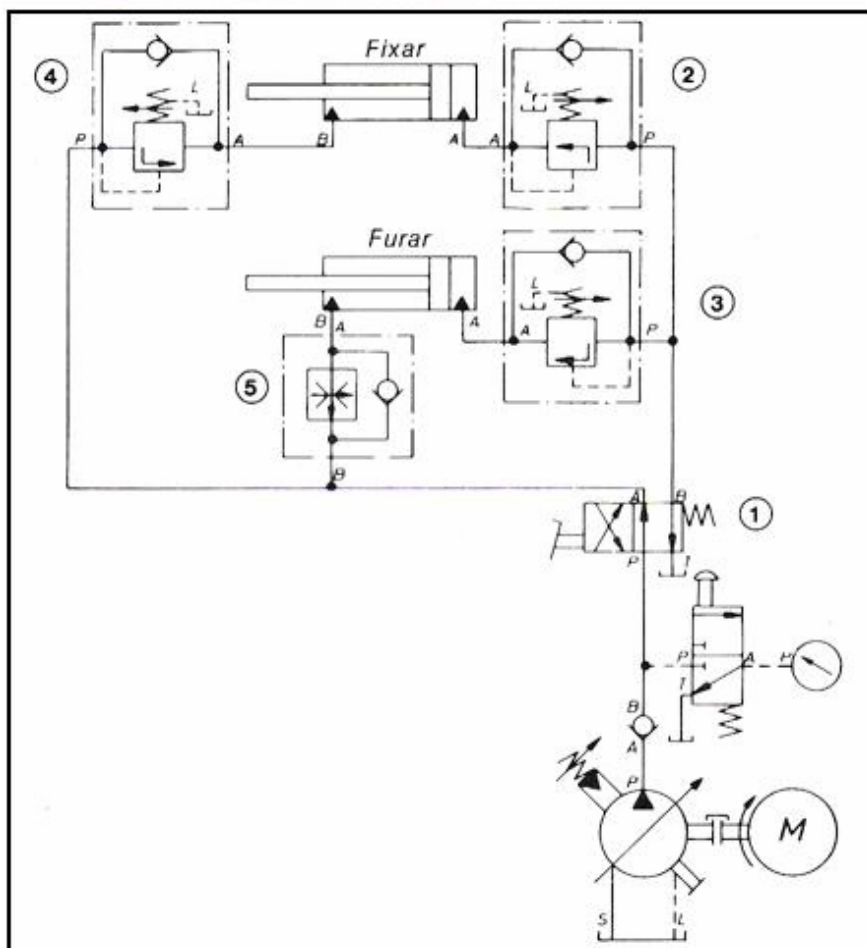 ④ Fixar ②
L L
P A B A A P
Furar ③
L
B A A A P
⑤
B
A B ①
P T
P A P
T
B
A
P
M
S L